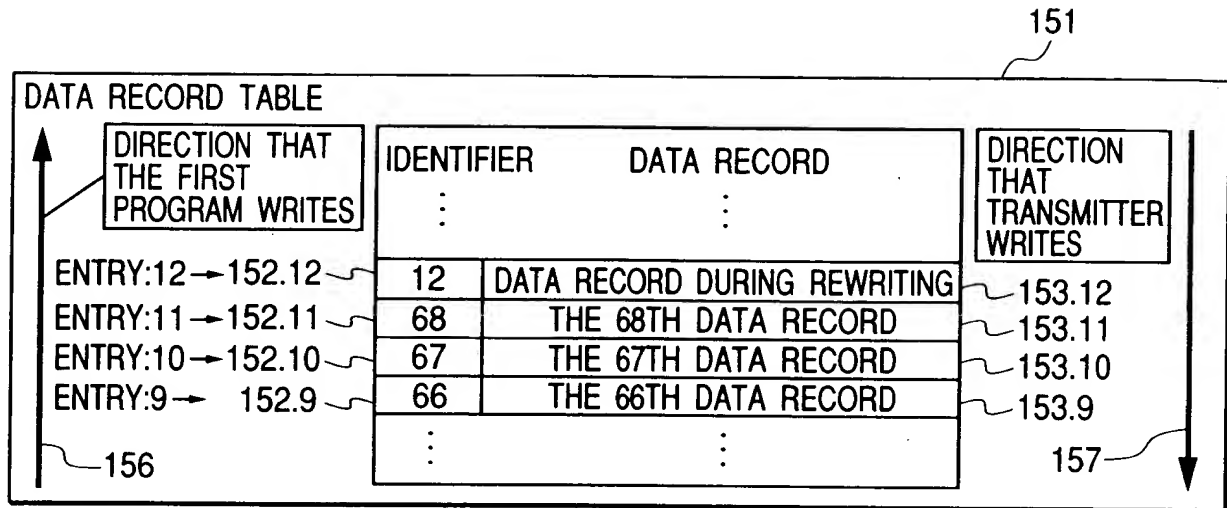 151
DATA RECORD TABLE
DIRECTION THAT
THE FIRST
PROGRAM WRITES
IDENTIFIER DATA RECORD
DIRECTION
THAT
TRANSMITTER
WRITES
⋮ ⋮
ENTRY:12→152.12 12 DATA RECORD DURING REWRITING 153.12
ENTRY:11→152.11 68 THE 68TH DATA RECORD 153.11
ENTRY:10→152.10 67 THE 67TH DATA RECORD 153.10
ENTRY:9→ 152.9 66 THE 66TH DATA RECORD 153.9
⋮ ⋮
156 157